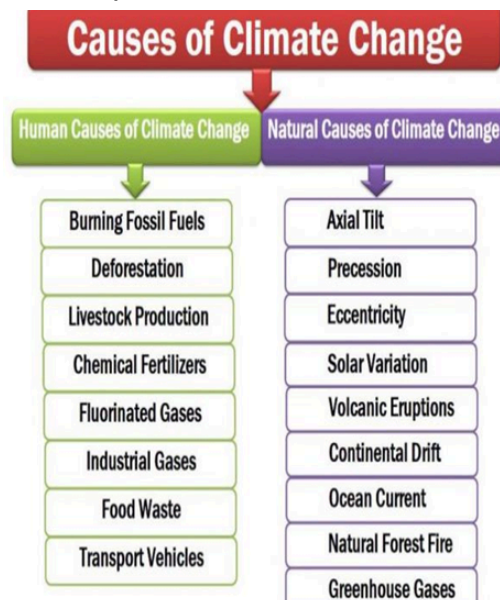 Causes of Climate Change
Human Causes of Climate Change
Natural Causes of Climate Change
Burning Fossil Fuels
Deforestation
Livestock Production
Chemical Fertilizers
Fluorinated Gases
Industrial Gases
Food Waste
Transport Vehicles
Axial Tilt
Precession
Eccentricity
Solar Variation
Volcanic Eruptions
Continental Drift
Ocean Current
Natural Forest Fire
Greenhouse Gases